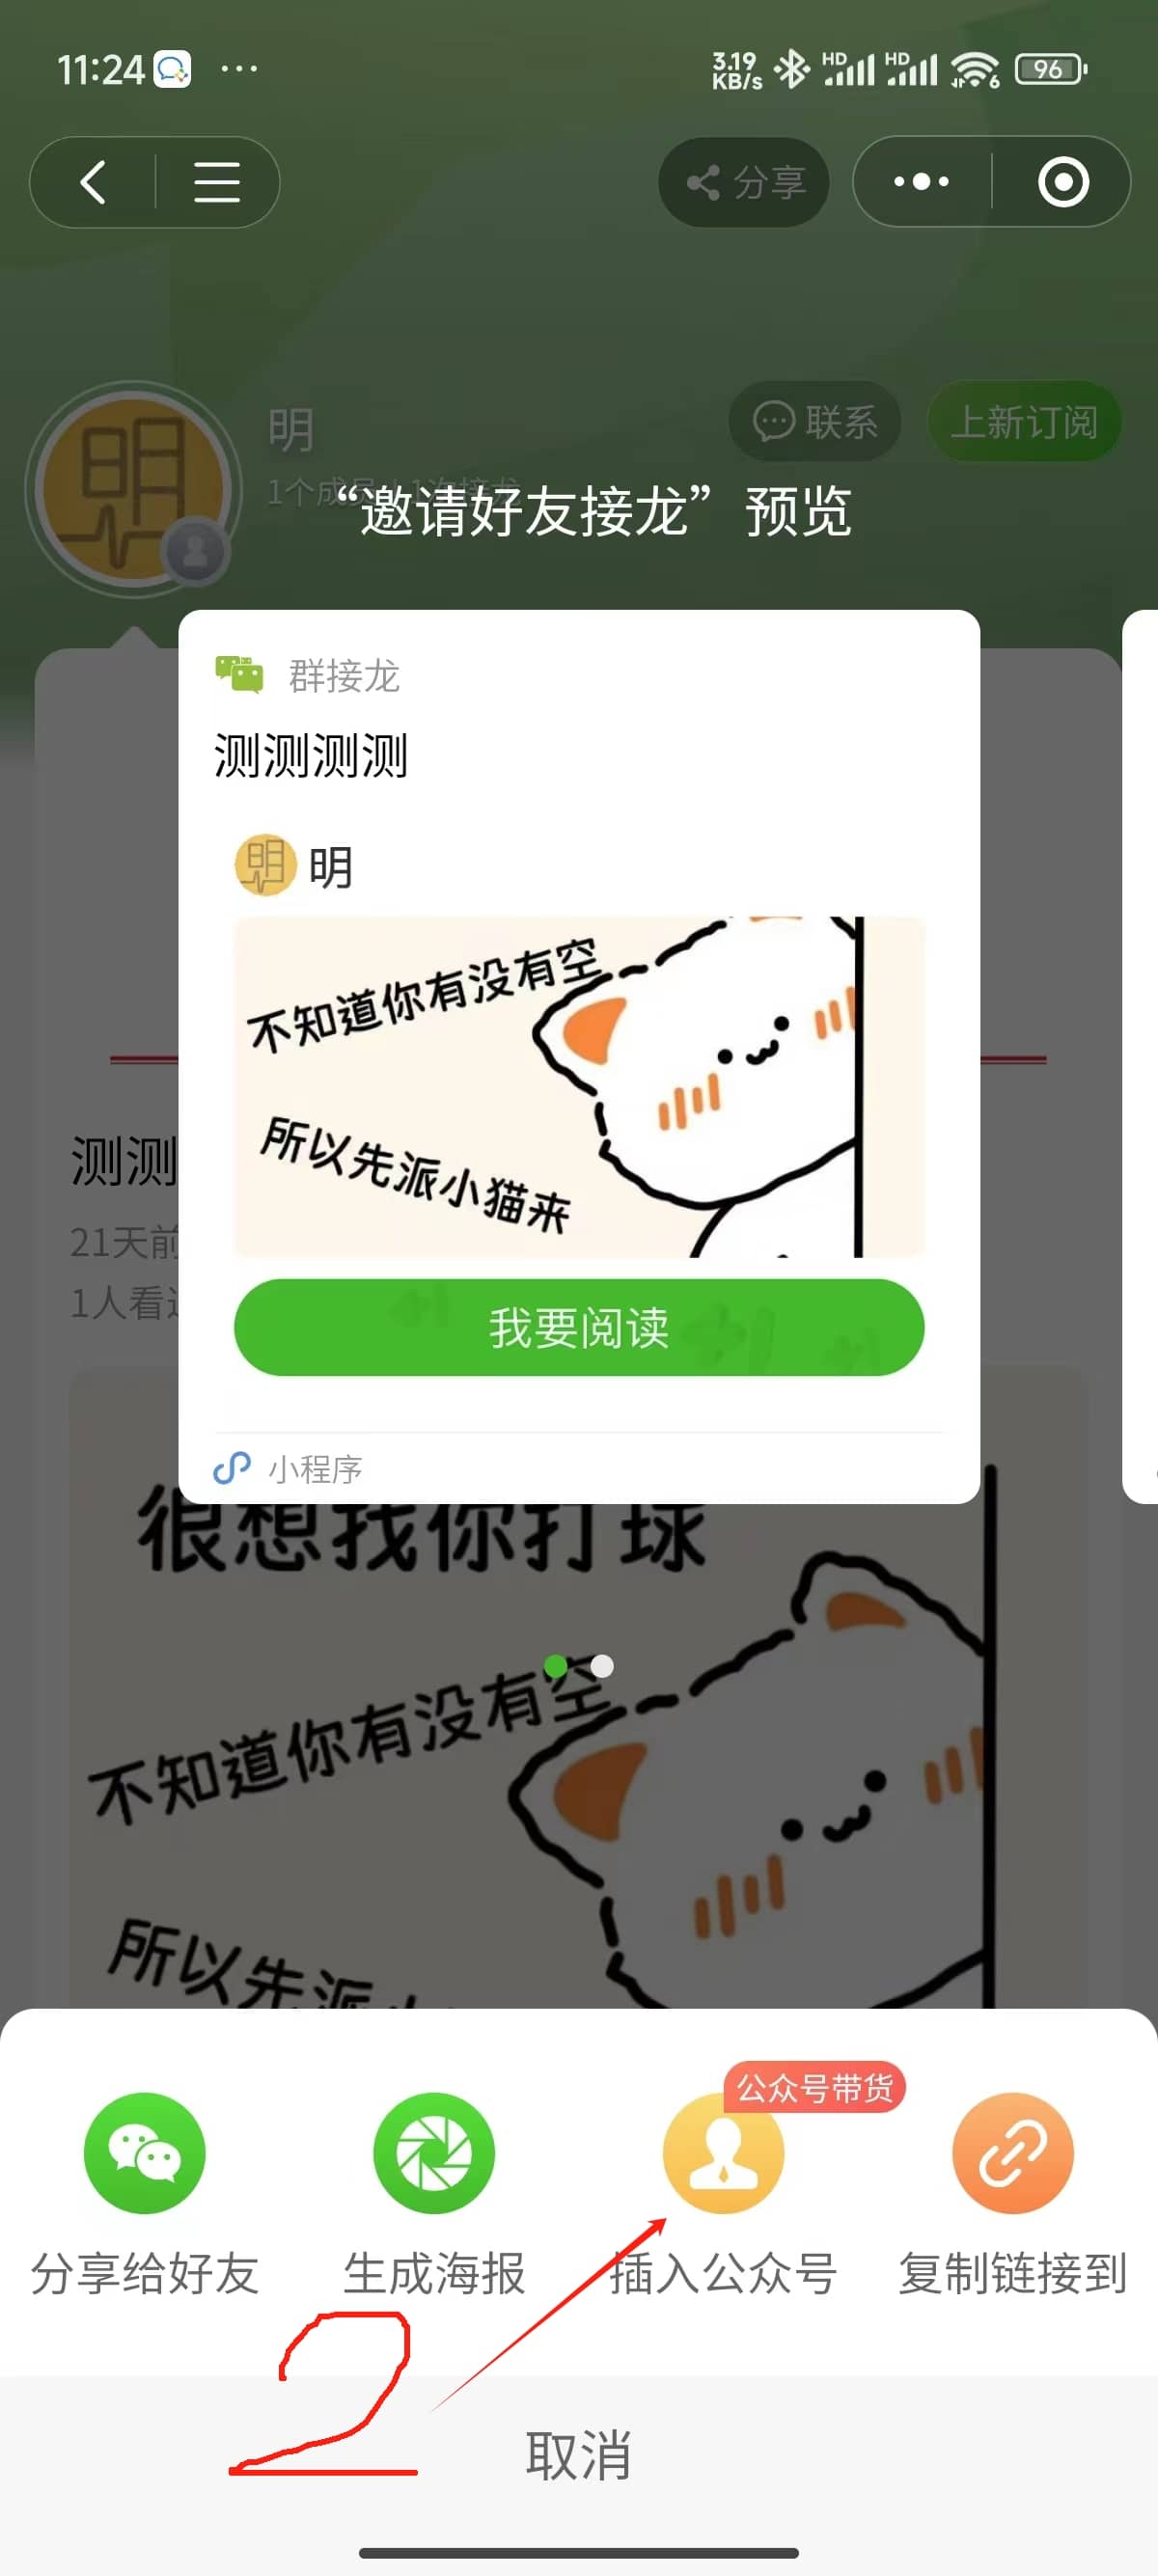 11:24
3.19
KB/s
HD
HD
6
96
分享
明
联系
上新订阅
“邀请好友接龙”预览
群接龙
测测测测
明
明
不知道你有没有空
所以先派小猫来
测测
21天前
1人看过
我要阅读
小程序
很想找你打球
不知道你有没有空
所以先派小
公众号带货
分享给好友
生成海报
插入公众号
复制链接到
2
取消